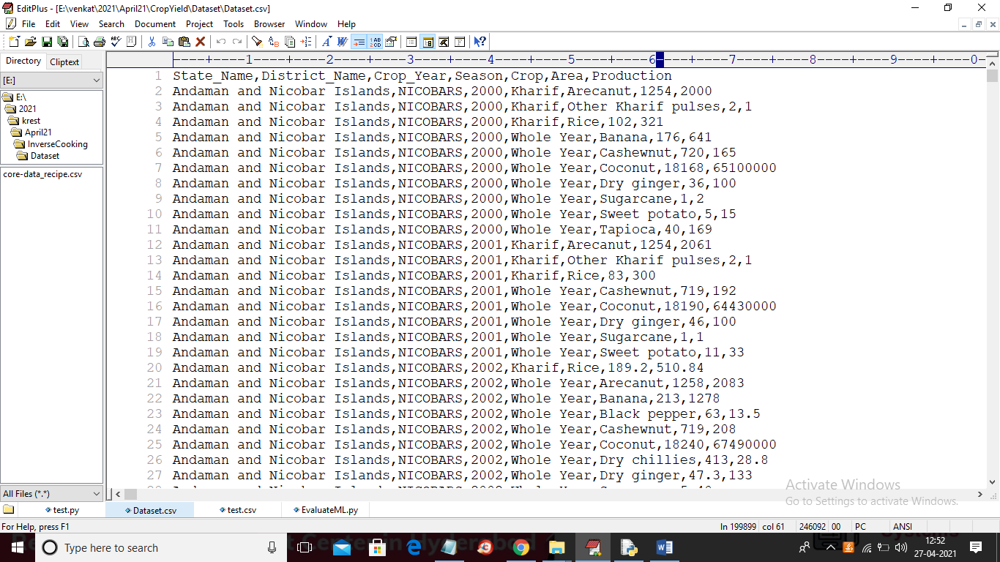 EditPlus - [E:\venkat\2021\April21\CropYield\Dataset\Dataset.csv]
File Edit View Search Document Project Tools Browser Window Help
Directory Cliptext
[E:]
E:\
2021
krest
April21
InverseCooking
Dataset
core-data_recipe.csv
All Files (*.*)
----+----1----+----2----+----3----+----4----+----5----+----6----+----7----+----8----+----9----+----0-
1 State_Name,District_Name,Crop_Year,Season,Crop,Area,Production
2 Andaman and Nicobar Islands,NICOBARS,2000,Kharif,Arecanut,1254,2000
3 Andaman and Nicobar Islands,NICOBARS,2000,Kharif,Other Kharif pulses,2,1
4 Andaman and Nicobar Islands,NICOBARS,2000,Kharif,Rice,102,321
5 Andaman and Nicobar Islands,NICOBARS,2000,Whole Year,Banana,176,641
6 Andaman and Nicobar Islands,NICOBARS,2000,Whole Year,Cashewnut,720,165
7 Andaman and Nicobar Islands,NICOBARS,2000,Whole Year,Coconut,18168,65100000
8 Andaman and Nicobar Islands,NICOBARS,2000,Whole Year,Dry ginger,36,100
9 Andaman and Nicobar Islands,NICOBARS,2000,Whole Year,Sugarcane,1,2
10 Andaman and Nicobar Islands,NICOBARS,2000,Whole Year,Sweet potato,5,15
11 Andaman and Nicobar Islands,NICOBARS,2000,Whole Year,Tapioca,40,169
12 Andaman and Nicobar Islands,NICOBARS,2001,Kharif,Arecanut,1254,2061
13 Andaman and Nicobar Islands,NICOBARS,2001,Kharif,Other Kharif pulses,2,1
14 Andaman and Nicobar Islands,NICOBARS,2001,Kharif,Rice,83,300
15 Andaman and Nicobar Islands,NICOBARS,2001,Whole Year,Cashewnut,719,192
16 Andaman and Nicobar Islands,NICOBARS,2001,Whole Year,Coconut,18190,64430000
17 Andaman and Nicobar Islands,NICOBARS,2001,Whole Year,Dry ginger,46,100
18 Andaman and Nicobar Islands,NICOBARS,2001,Whole Year,Sugarcane,1,1
19 Andaman and Nicobar Islands,NICOBARS,2001,Whole Year,Sweet potato,11,33
20 Andaman and Nicobar Islands,NICOBARS,2002,Kharif,Rice,189.2,510.84
21 Andaman and Nicobar Islands,NICOBARS,2002,Whole Year,Arecanut,1258,2083
22 Andaman and Nicobar Islands,NICOBARS,2002,Whole Year,Banana,213,1278
23 Andaman and Nicobar Islands,NICOBARS,2002,Whole Year,Black pepper,63,13.5
24 Andaman and Nicobar Islands,NICOBARS,2002,Whole Year,Cashewnut,719,208
25 Andaman and Nicobar Islands,NICOBARS,2002,Whole Year,Coconut,18240,67490000
26 Andaman and Nicobar Islands,NICOBARS,2002,Whole Year,Dry chillies,413,28.8
27 Andaman and Nicobar Islands,NICOBARS,2002,Whole Year,Dry ginger,47.3,133
Activate Windows
Go to Settings to activate Windows.
test.py Dataset.csv test.csv EvaluateML.py
For Help, press F1 ln 199899 col 61 246092 00 PC ANSI
Type here to search
12:52
27-04-2021